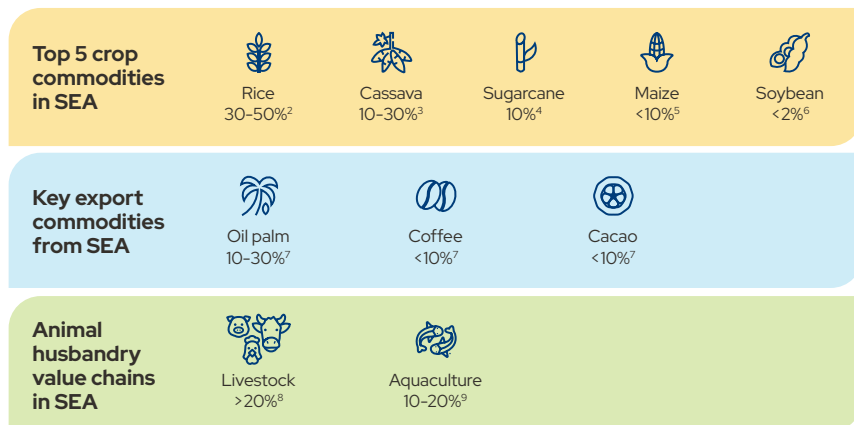 Top 5 crop
commodities
in SEA
Rice
30-50%²
Cassava
10-30%³
Sugarcane
10%⁴
Maize
<10%⁵
Soybean
<2%⁶
Key export
commodities
from SEA
Oil palm
10-30%⁷
Coffee
<10%⁷
Cacao
<10%⁷
Animal
husbandry
value chains
in SEA
Livestock
>20%⁸
Aquaculture
10-20%⁹